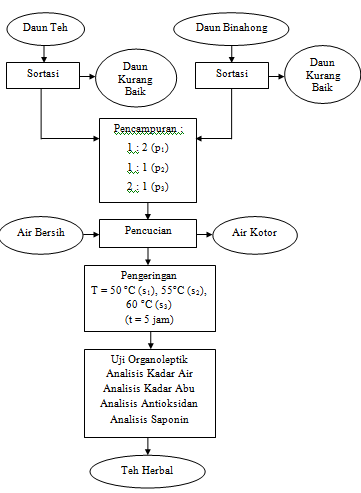 Daun Teh
Daun Binahong
Sortasi
Daun
Kurang
Baik
Sortasi
Daun
Kurang
Baik
Pencampuran :
1 : 2 (p₁)
1 : 1 (p₂)
2 : 1 (p₃)
Air Bersih
Pencucian
Air Kotor
Pengeringan
T = 50 °C (s₁), 55°C (s₂),
60 °C (s₃)
(t = 5 jam)
Uji Organoleptik
Analisis Kadar Air
Analisis Kadar Abu
Analisis Antioksidan
Analisis Saponin
Teh Herbal